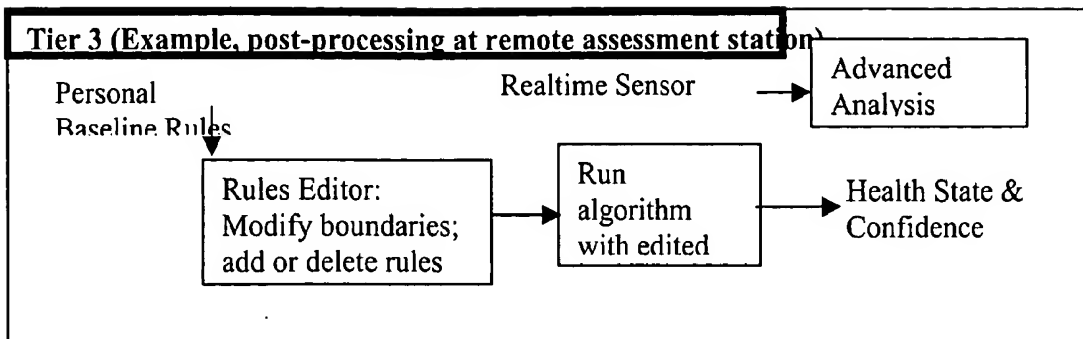 Tier 3 (Example, post-processing at remote assessment station)
Personal
Baseline Rules
Realtime Sensor
Advanced
Analysis
Rules Editor:
Modify boundaries;
add or delete rules
Run
algorithm
with edited
Health State &
Confidence